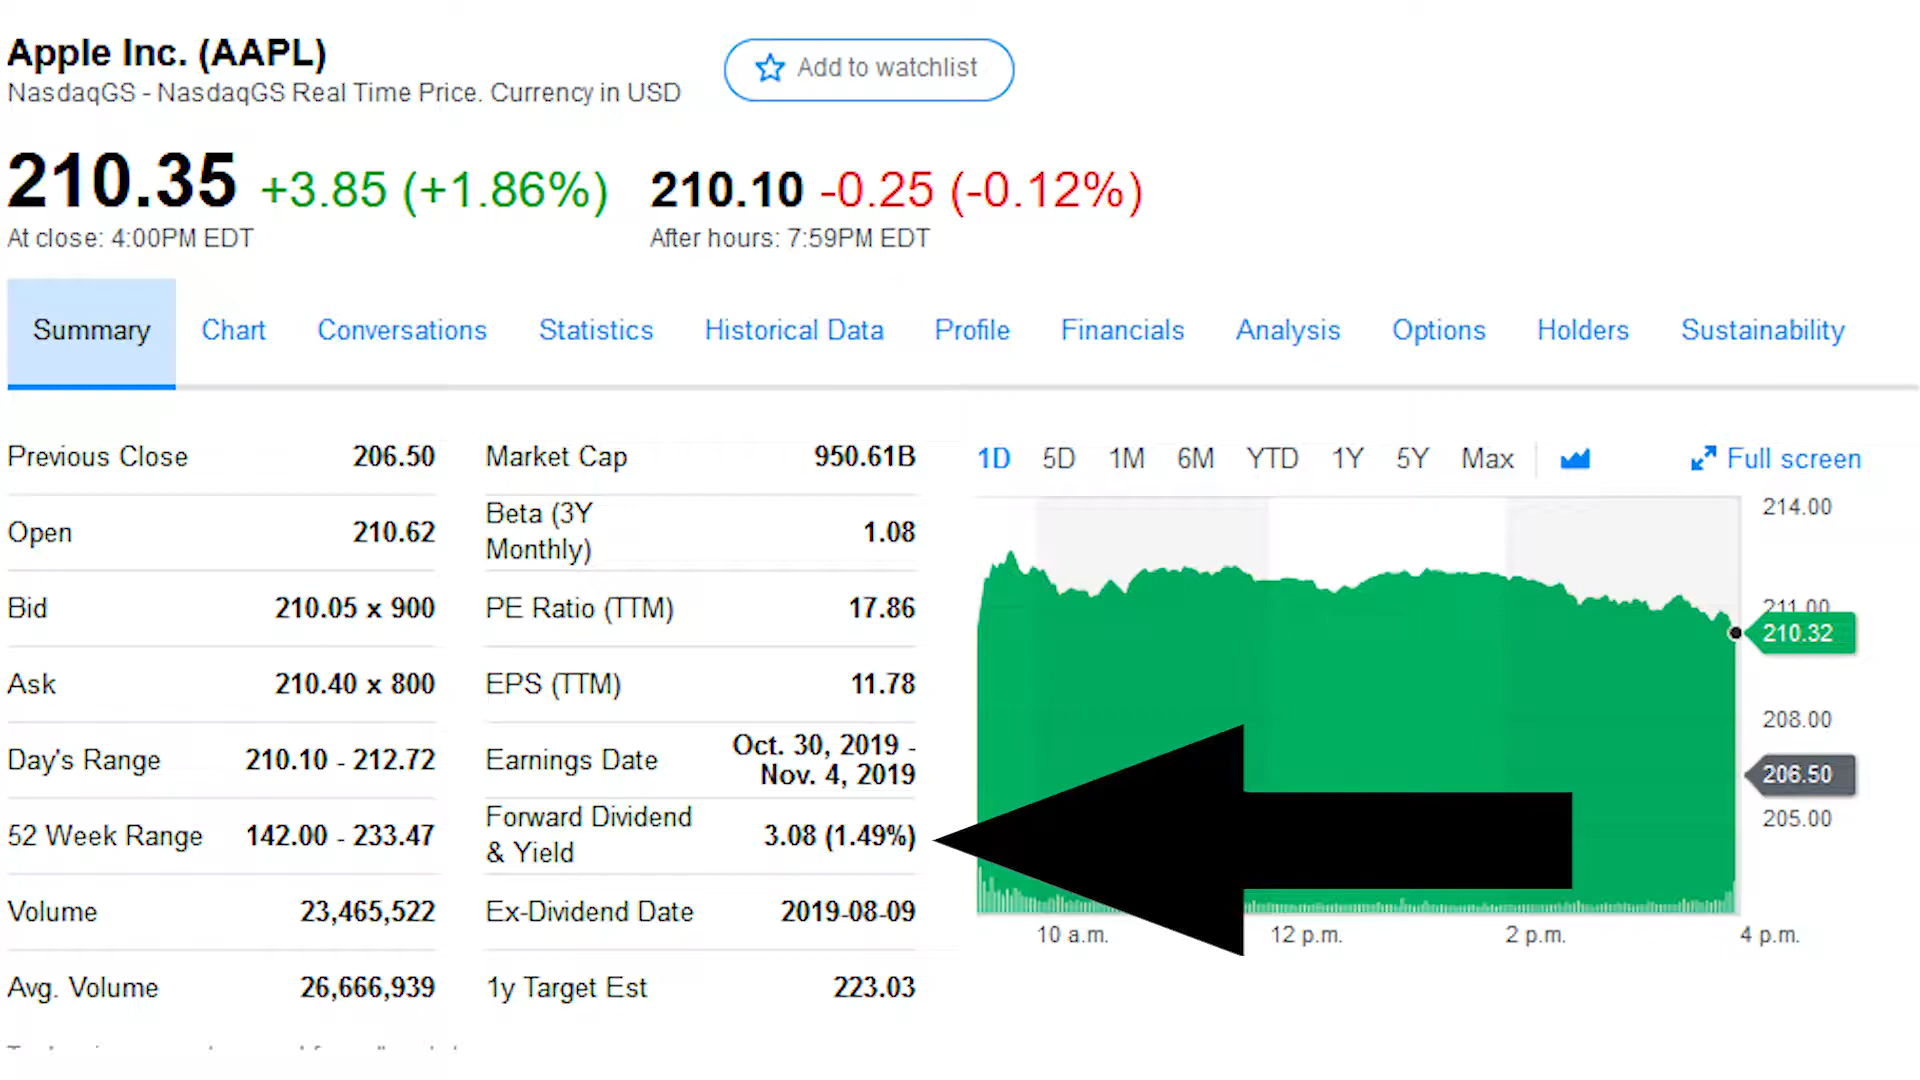 Apple Inc. (AAPL)
Add to watchlist
NasdaqGS - NasdaqGS Real Time Price. Currency in USD
210.35 +3.85 (+1.86%) 210.10 -0.25 (-0.12%)
At close: 4:00PM EDT After hours: 7:59PM EDT
Summary Chart Conversations Statistics Historical Data Profile Financials Analysis Options Holders Sustainability
Previous Close 206.50
Open 210.62
Bid 210.05 x 900
Ask 210.40 x 800
Day's Range 210.10 - 212.72
52 Week Range 142.00 - 233.47
Volume 23,465,522
Avg. Volume 26,666,939
Market Cap 950.61B
Beta (3Y
Monthly) 1.08
PE Ratio (TTM) 17.86
EPS (TTM) 11.78
Earnings Date Oct. 30, 2019 -
Nov. 4, 2019
Forward Dividend
& Yield 3.08 (1.49%)
Ex-Dividend Date 2019-08-09
1y Target Est 223.03
1D 5D 1M 6M YTD 1Y 5Y Max Full screen
214.00
211.00
210.32
208.00
206.50
205.00
10 a.m. 12 p.m. 2 p.m. 4 p.m.